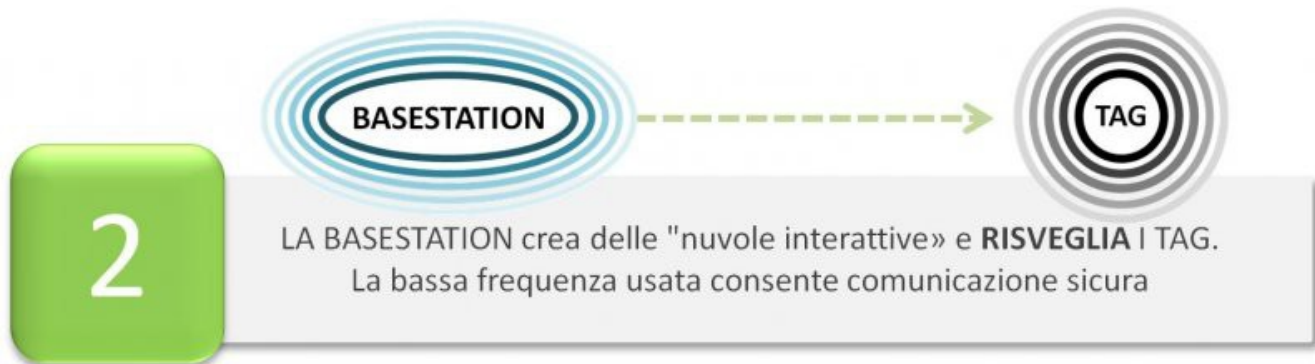 BASESTATION
TAG
2
LA BASESTATION crea delle "nuvole interattive» e RISVEGLIA I TAG.
La bassa frequenza usata consente comunicazione sicura